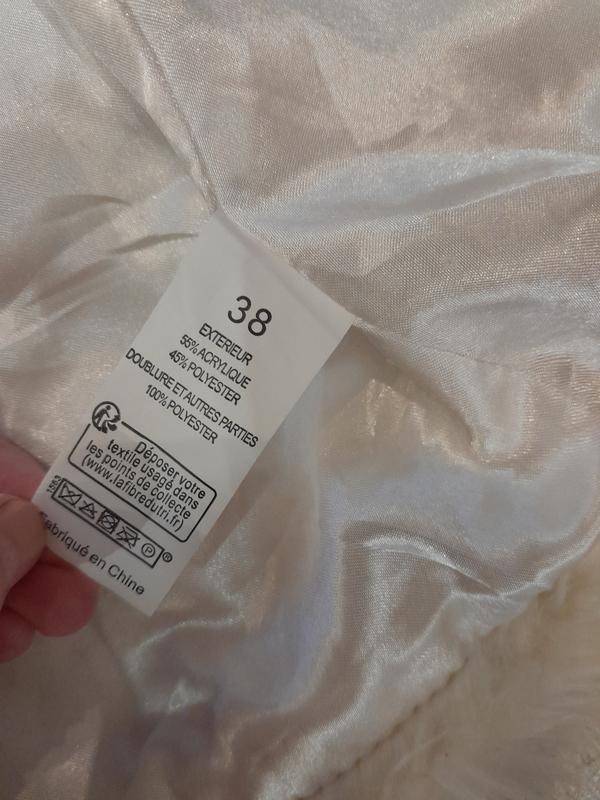 38
EXTERIEUR
55% ACRYLIQUE
45% POLYESTER
DOUBLURE ET AUTRES PARTIES
100% POLYESTER
Déposer votre
textile usagé dans
les points de collecte
(www.lafibredutri.fr)
P ®
Fabriqué en Chine